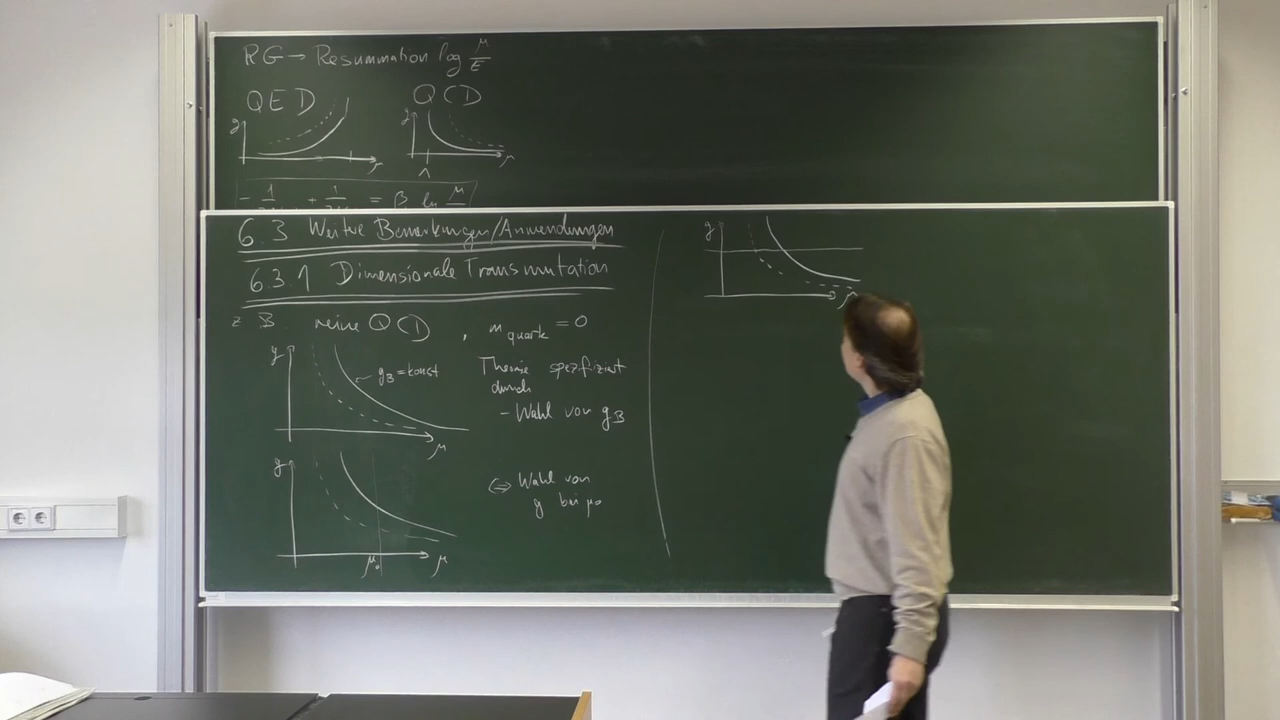 RG → Resummation log μ/E
QED QCD
g μ g μ
Λ
= β ln μ
6.3 Weitere Bemerkungen/Anwendungen
6.3.1 Dimensionale Transmutation
z.B. reine QCD, m_quark = 0
g g_B = konst μ
Theorie spezifiziert
durch
- Wahl von g_B
g μ₀ μ
⇔ Wahl von
g bei μ₀
g μ